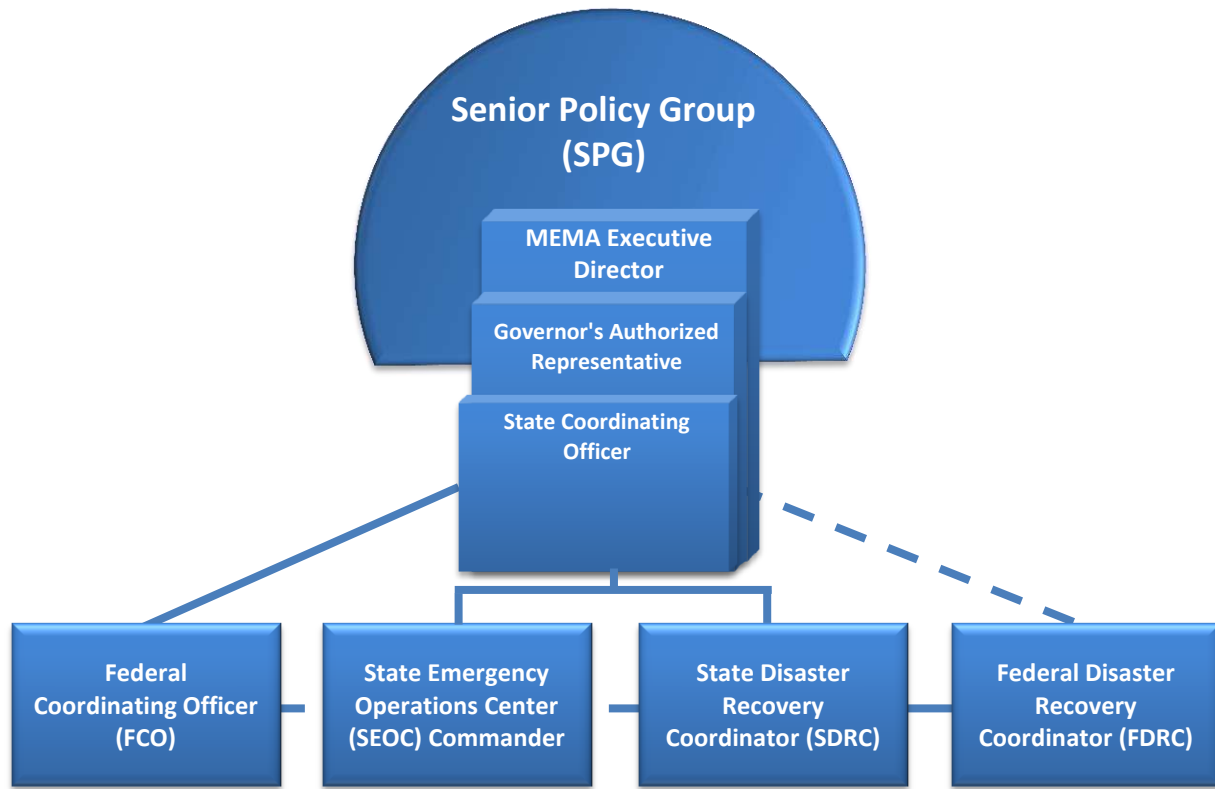 Senior Policy Group
(SPG)
MEMA Executive
Director
Governor's Authorized
Representative
State Coordinating
Officer
Federal
Coordinating Officer
(FCO)
State Emergency
Operations Center
(SEOC) Commander
State Disaster
Recovery
Coordinator (SDRC)
Federal Disaster
Recovery
Coordinator (FDRC)